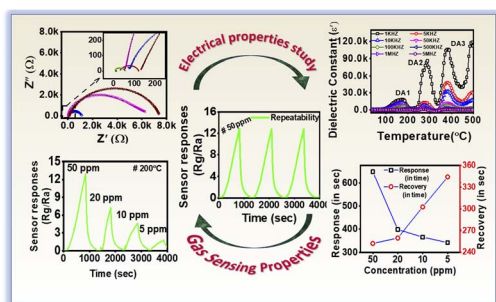 Electrical properties study
Z'' (Ω)
8.0k
6.0k
4.0k
2.0k
0.0
200
100
0
0 100 200
0.0 2.0k 4.0k 6.0k 8.0k
Z' (Ω)
Dielectric Constant (ε')
120.0k
90.0k
60.0k
30.0k
0.0
1KHZ 5KHZ
10KHZ 50KHZ
100KHZ 500KHZ
1MHZ 5MHZ
DA1
DA2
DA3
100 200 300 400 500
Temperature(°C)
Sensor responses
(Rg/Ra)
16
12
8
4
0
# 50ppm
Repeatability
0 1000 2000 3000 4000
Time (sec)
Sensor responses
(Rg/Ra)
15
10
5
0
50 ppm
# 200°C
20 ppm
10 ppm
5 ppm
0 1000 2000 3000 4000
Time (sec)
Gas Sensing Properties
Response (in sec)
600
500
400
300
Response
(in time)
Recovery
(in time)
360
330
300
270
240
Recovery (in sec)
50 20 10 5
Concentration (ppm)